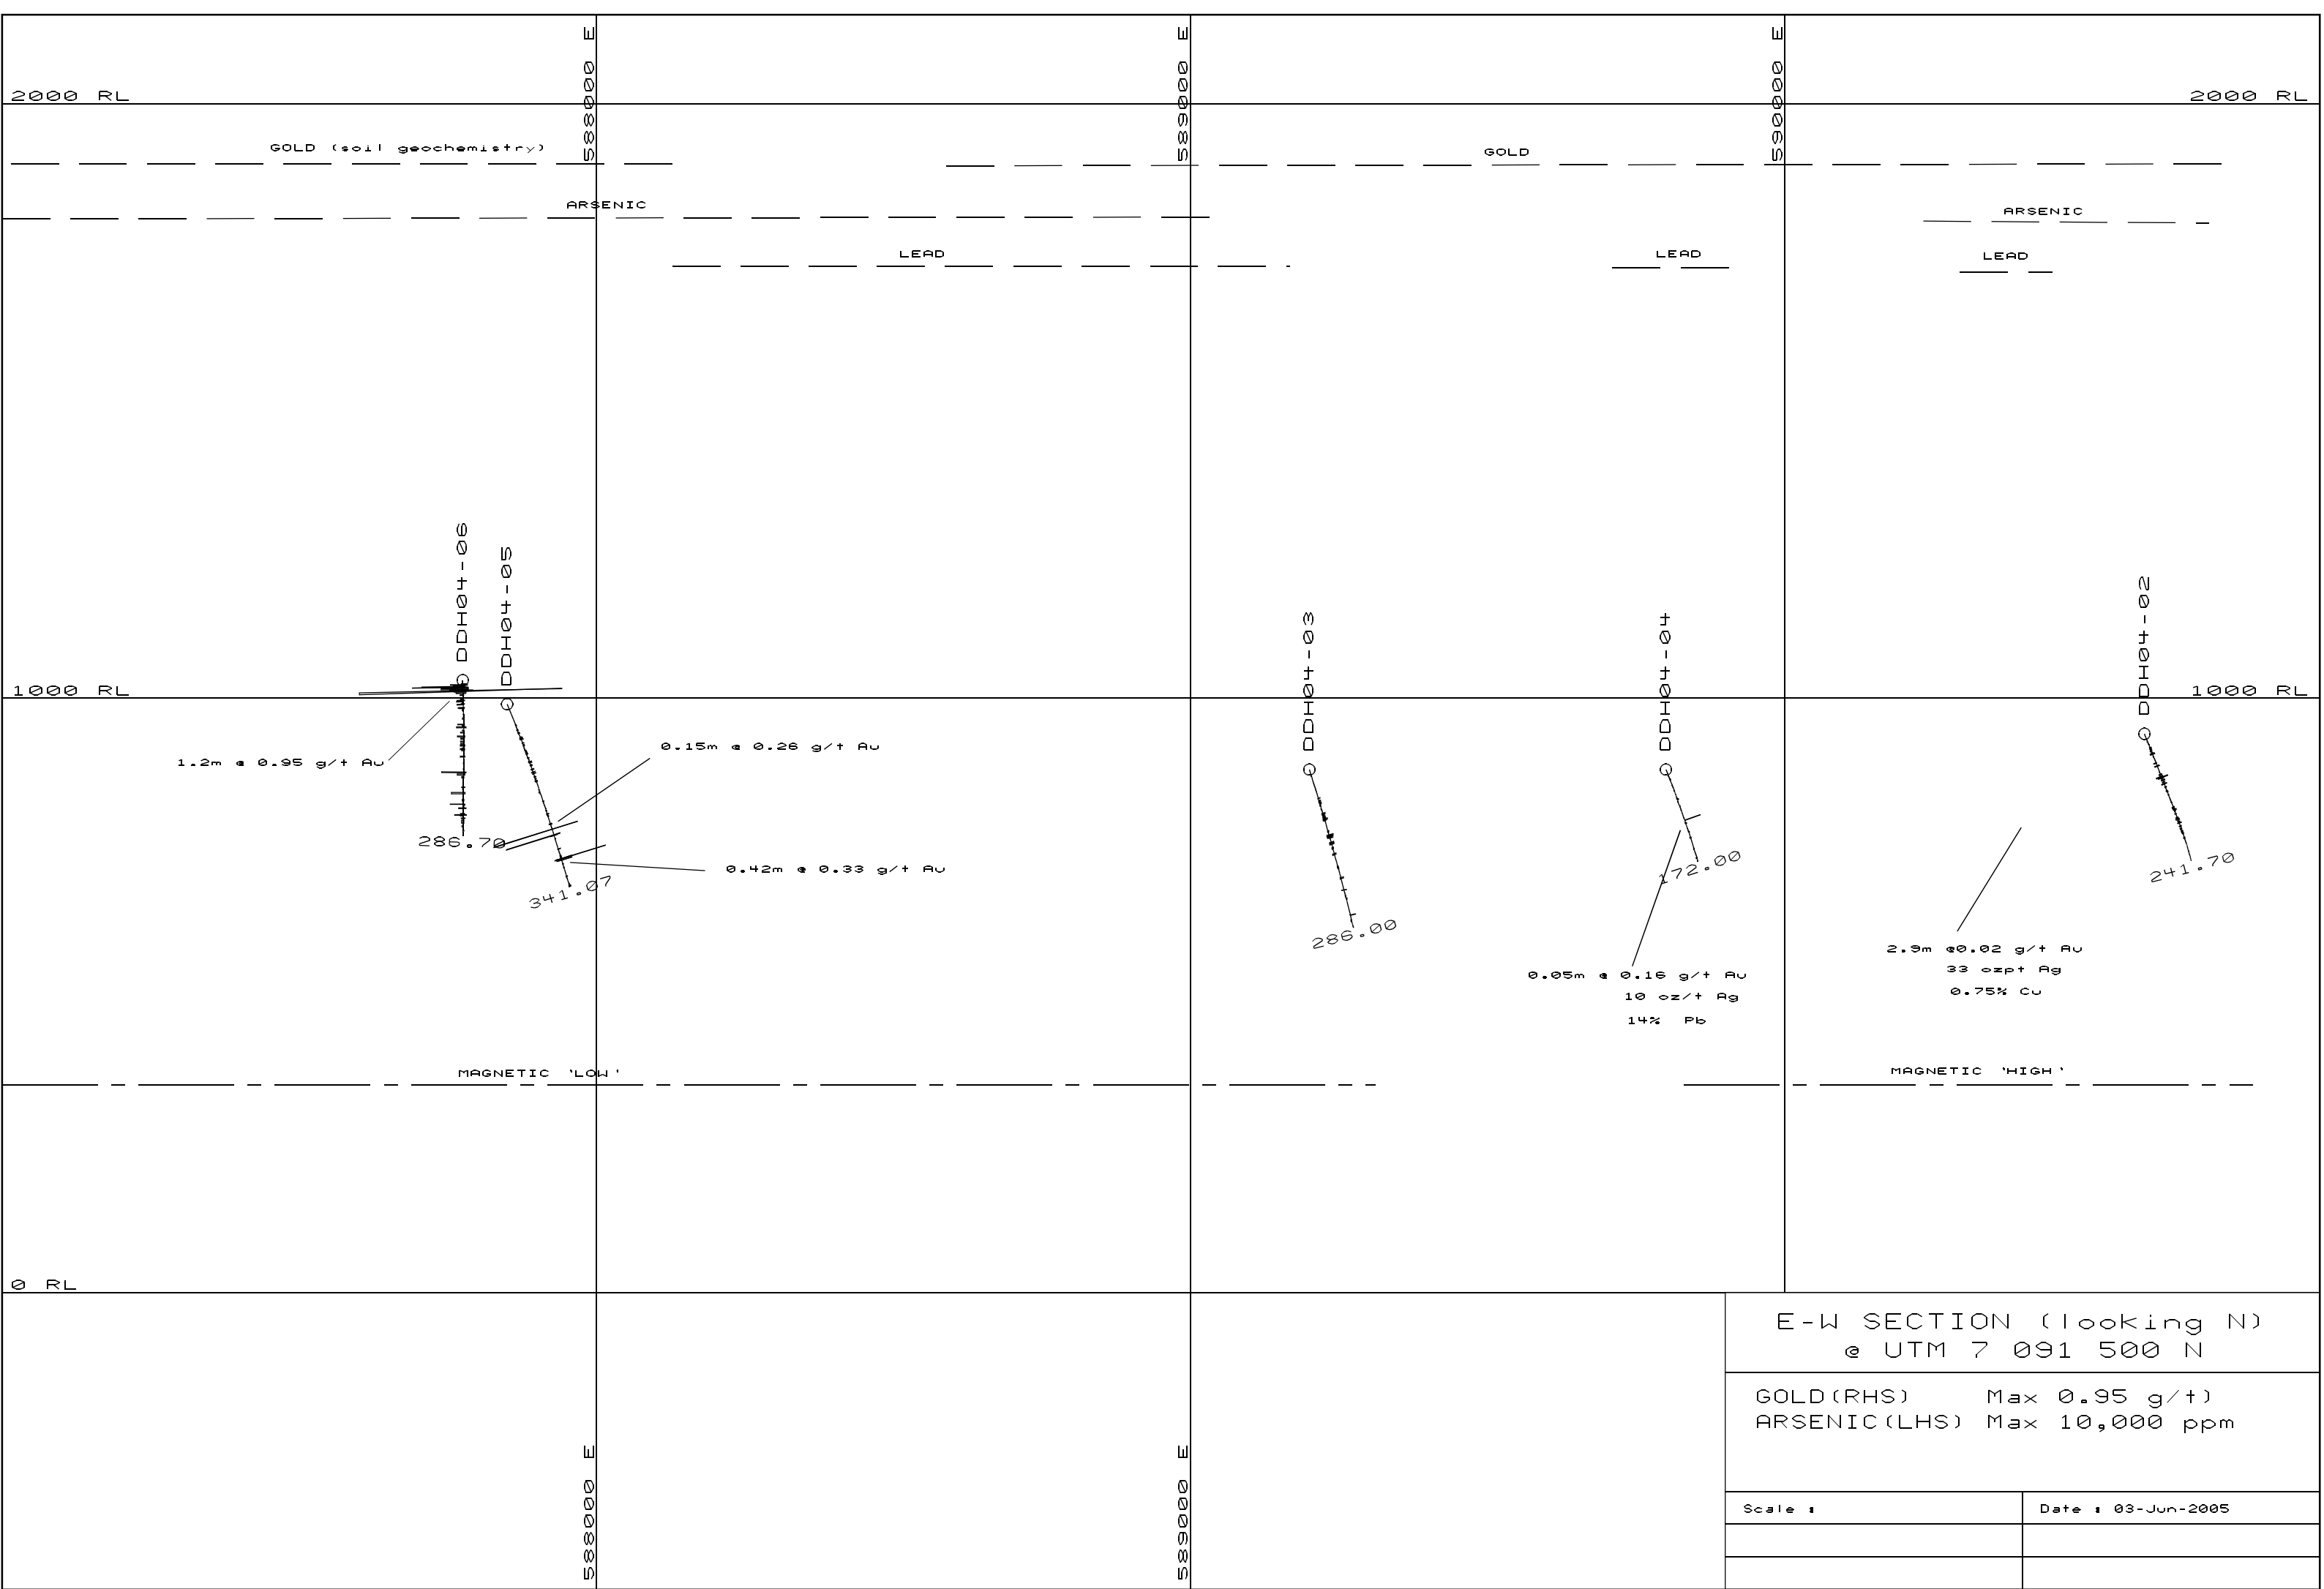 588000 E
589000 E
590000 E
2000 RL
2000 RL
GOLD (soil geochemistry)
GOLD
ARSENIC
ARSENIC
LEAD
LEAD
LEAD
DDH04-06
DDH04-05
DDH04-03
DDH04-04
DDH04-02
1000 RL
1000 RL
1.2m @ 0.95 g/t Au
0.15m @ 0.26 g/t Au
286.70
0.42m @ 0.33 g/t Au
341.07
286.00
172.00
241.70
0.05m @ 0.16 g/t Au
10 oz/t Ag
14% Pb
2.9m @0.02 g/t Au
33 ozpt Ag
0.75% Cu
MAGNETIC 'LOW'
MAGNETIC 'HIGH'
0 RL
588000 E
589000 E
E-W SECTION (looking N)
@ UTM 7 091 500 N
GOLD(RHS) Max 0.95 g/t)
ARSENIC(LHS) Max 10,000 ppm
Scale :
Date : 03-Jun-2005